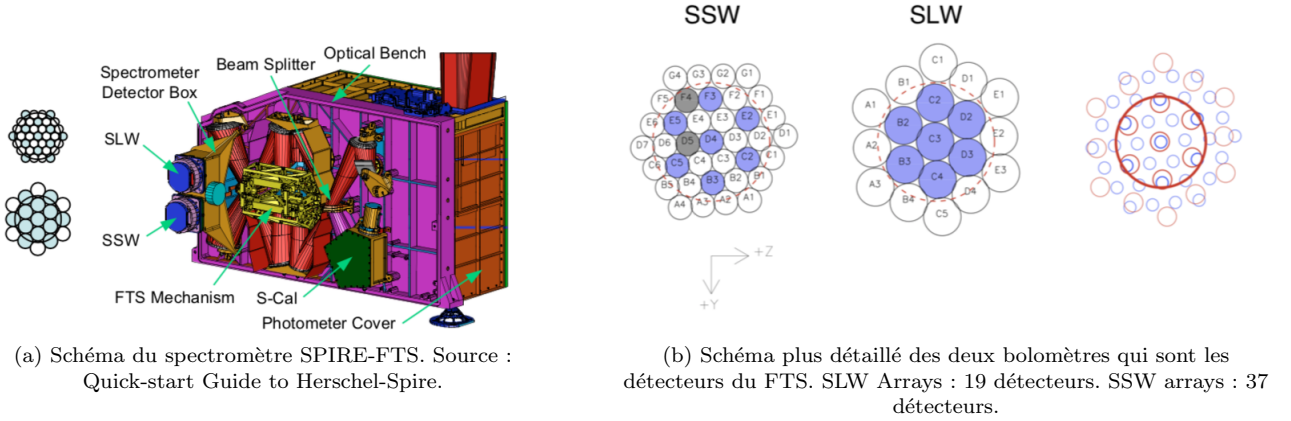 SSW
SLW
Optical Bench
Beam Splitter
Spectrometer
Detector Box
SLW
SSW
FTS Mechanism
S-Cal
Photometer Cover
G4 G3 G2 G1
F5 F4 F3 F2 F1
E6 E5 E4 E3 E2 E1
D7 D6 D5 D4 D3 D2 D1
C6 C5 C4 C3 C2 C1
B5 B4 B3 B2 B1
A4 A3 A2 A1
C1
B1 D1
A1 C2 E1
B2 D2
A2 C3 E2
B3 D3
A3 C4 E3
B4 D4
C5
+Z
+Y
(a) Schéma du spectromètre SPIRE-FTS. Source :
Quick-start Guide to Herschel-Spire.
(b) Schéma plus détaillé des deux bolomètres qui sont les
détecteurs du FTS. SLW Arrays : 19 détecteurs. SSW arrays : 37
détecteurs.